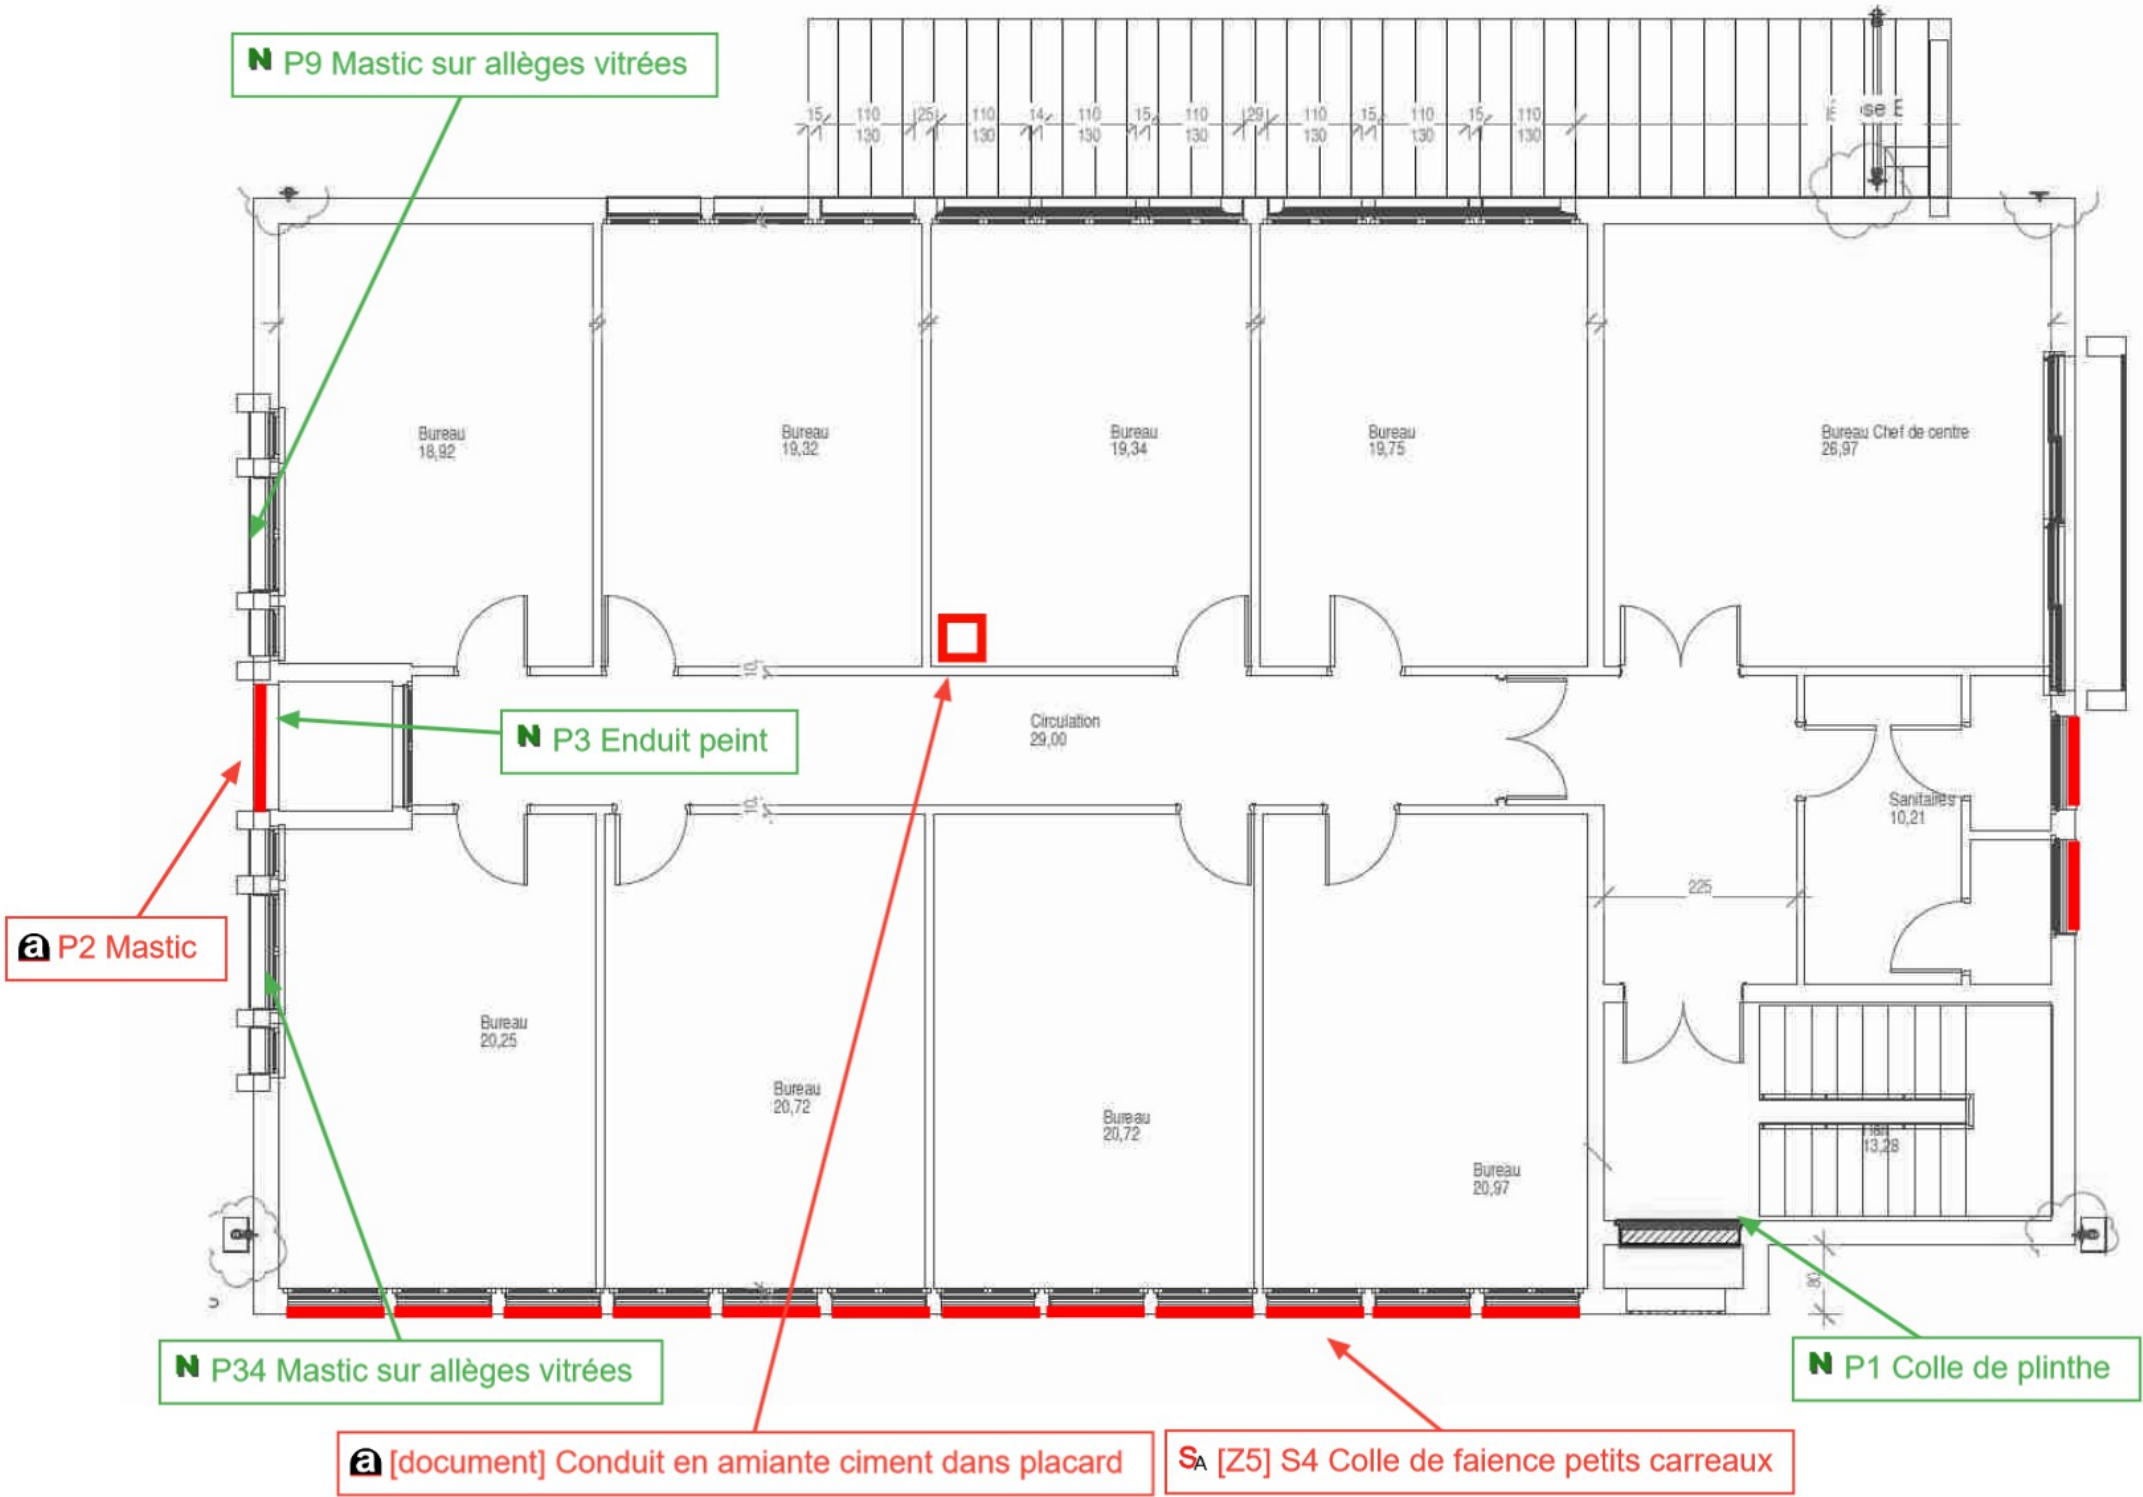 N P9 Mastic sur allèges vitrées
15 110 25 110 14 110 15 110 29 110 15 110 15 110
130 130 130 130 130 130 130
Bureau
18,92
Bureau
19,32
Bureau
19,34
Bureau
19,75
Bureau Chef de centre
26,97
10
N P3 Enduit peint
Circulation
29,00
10
Sanitaires
10,21
225
a P2 Mastic
Bureau
20,25
Bureau
20,72
Bureau
20,72
13,28
Bureau
20,97
80
N P34 Mastic sur allèges vitrées
N P1 Colle de plinthe
a [document] Conduit en amiante ciment dans placard
SA [Z5] S4 Colle de faience petits carreaux